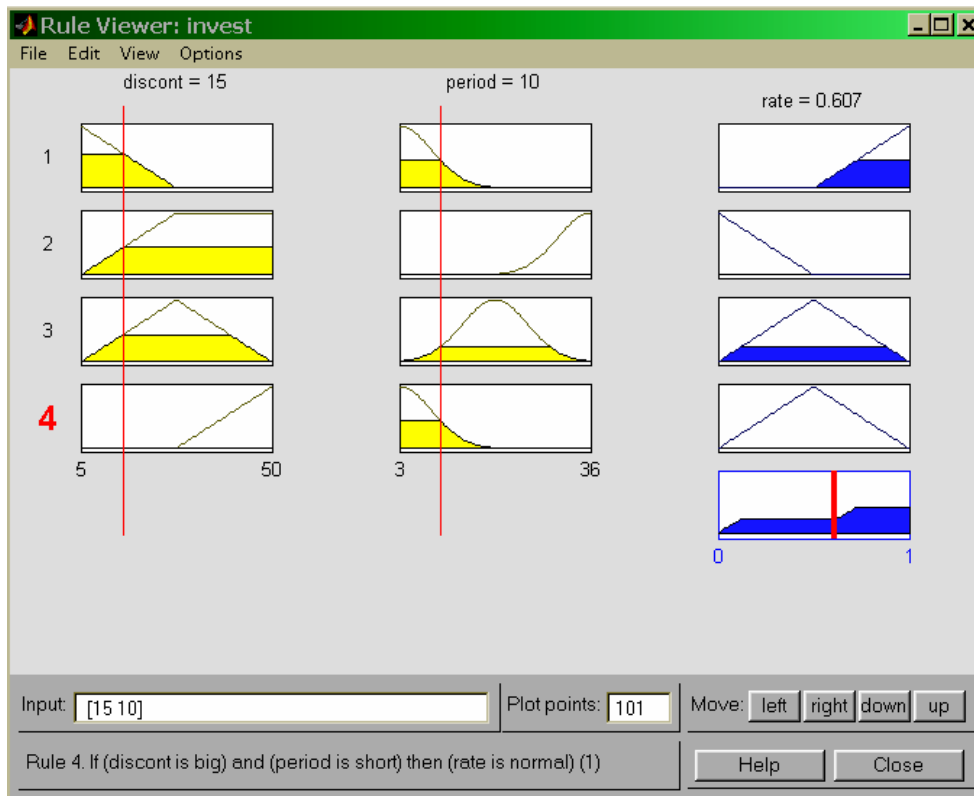 Rule Viewer: invest
File Edit View Options
discont = 15
period = 10
rate = 0.607
1
2
3
4
5 50
3 36
0 1
Input: [15 10]
Plot points: 101
Move: left right down up
Rule 4. If (discont is big) and (period is short) then (rate is normal) (1)
Help Close